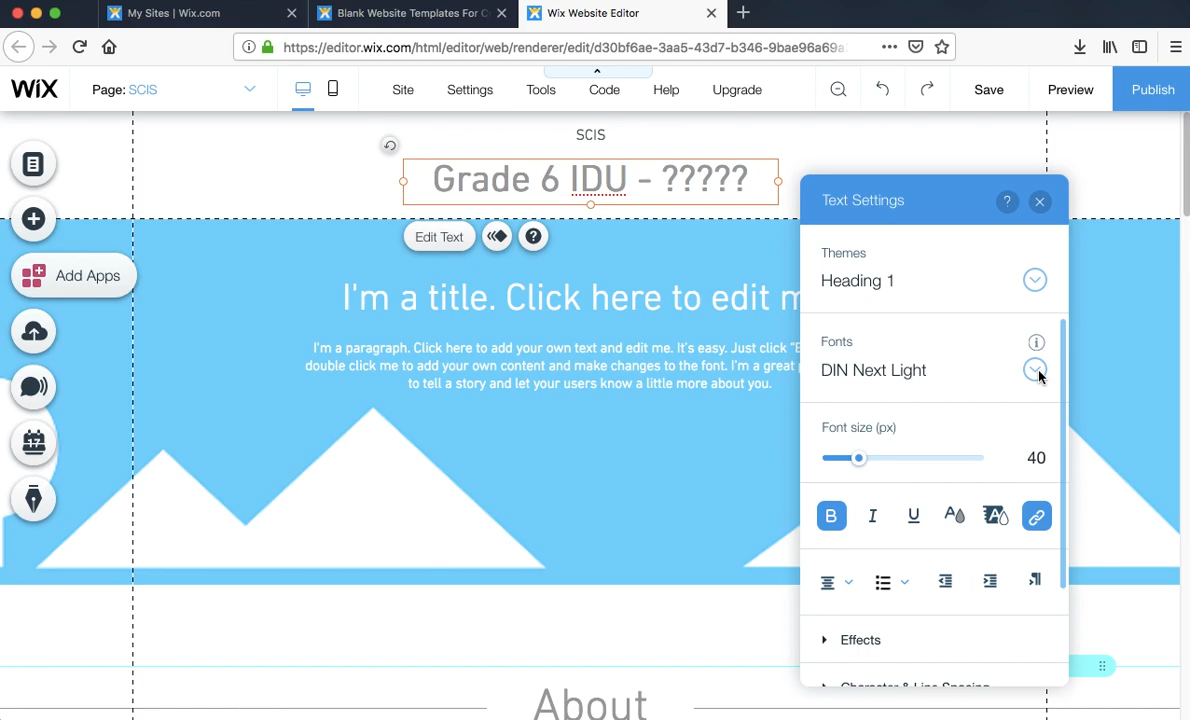 My Sites | Wix.com
Blank Website Templates For C
Wix Website Editor
https://editor.wix.com/html/editor/web/renderer/edit/d30bf6ae-3aa5-43d7-b346-9bae96a69a
WiX
Page: SCIS
Site
Settings
Tools
Code
Help
Upgrade
Save
Preview
Publish
SCIS
Grade 6 IDU - ?????
Edit Text
?
Add Apps
17
I'm a title. Click here to edit m
I'm a paragraph. Click here to add your own text and edit me. It's easy. Just click "E
double click me to add your own content and make changes to the font. I'm a great
to tell a story and let your users know a little more about you.
About
Text Settings
?
Themes
Heading 1
Fonts
DIN Next Light
Font size (px)
40
B I U A A
Effects
Character & Line Spacing